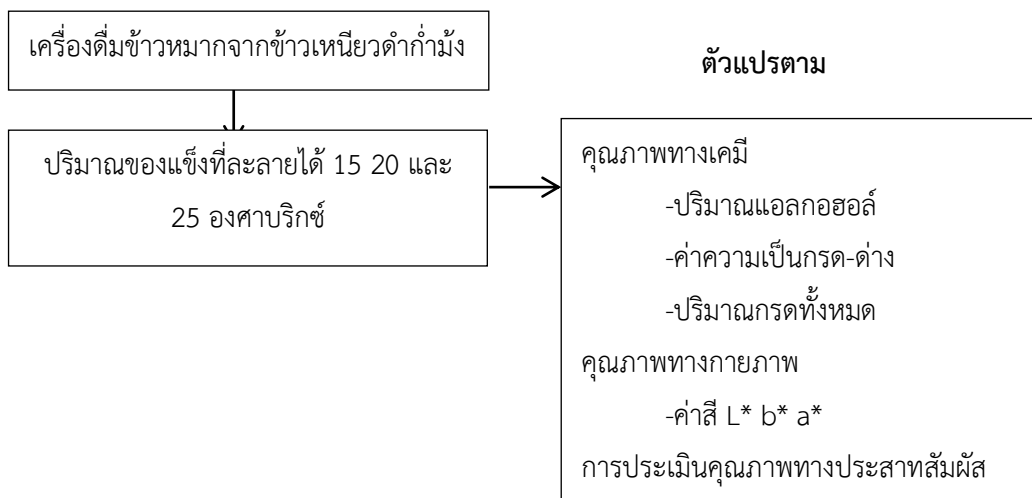 เครื่องดื่มข้าวหมากจากข้าวเหนียวดำก่ำม้ง
ปริมาณของแข็งที่ละลายได้ 15 20 และ
25 องศาบริกซ์
ตัวแปรตาม
คุณภาพทางเคมี
-ปริมาณแอลกอฮอล์
-ค่าความเป็นกรด-ด่าง
-ปริมาณกรดทั้งหมด
คุณภาพทางกายภาพ
-ค่าสี L* b* a*
การประเมินคุณภาพทางประสาทสัมผัส